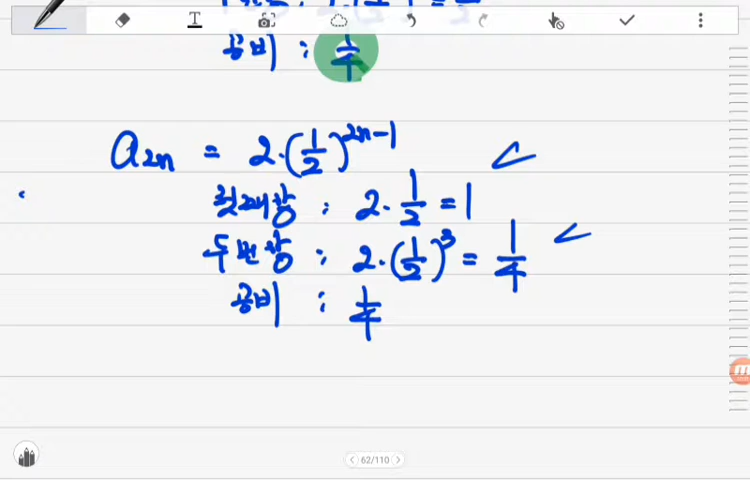 공비 : 1/4
a₂ₙ = 2·(1/2)^(2n-1)
첫째항 : 2·1/2 = 1
두번항 : 2·(1/2)^3 = 1/4
공비 : 1/4
62/110